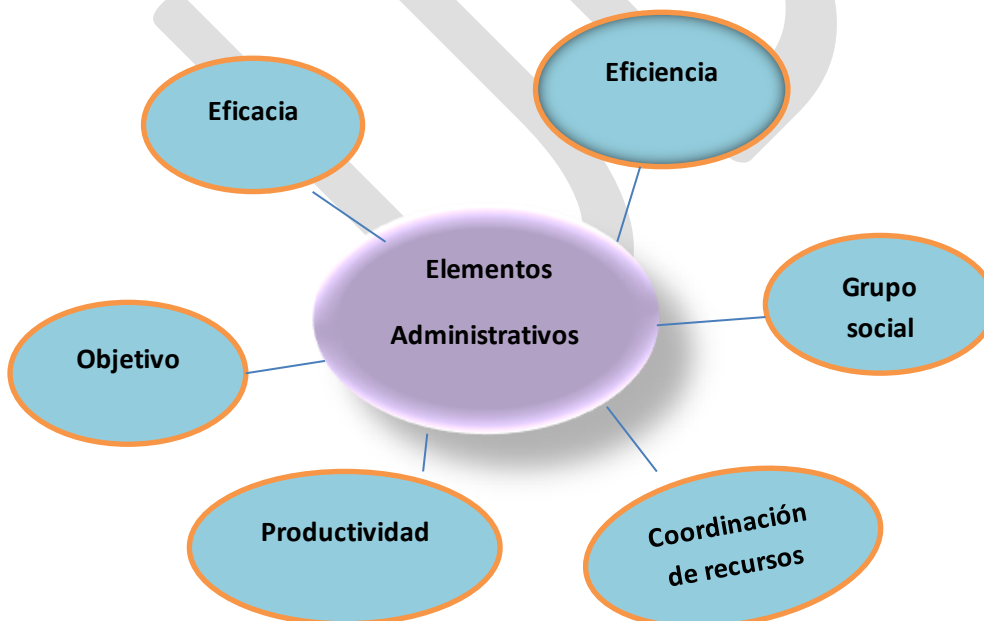 Eficiencia
Eficacia
Elementos
Administrativos
Grupo
social
Objetivo
Productividad
Coordinación
de recursos